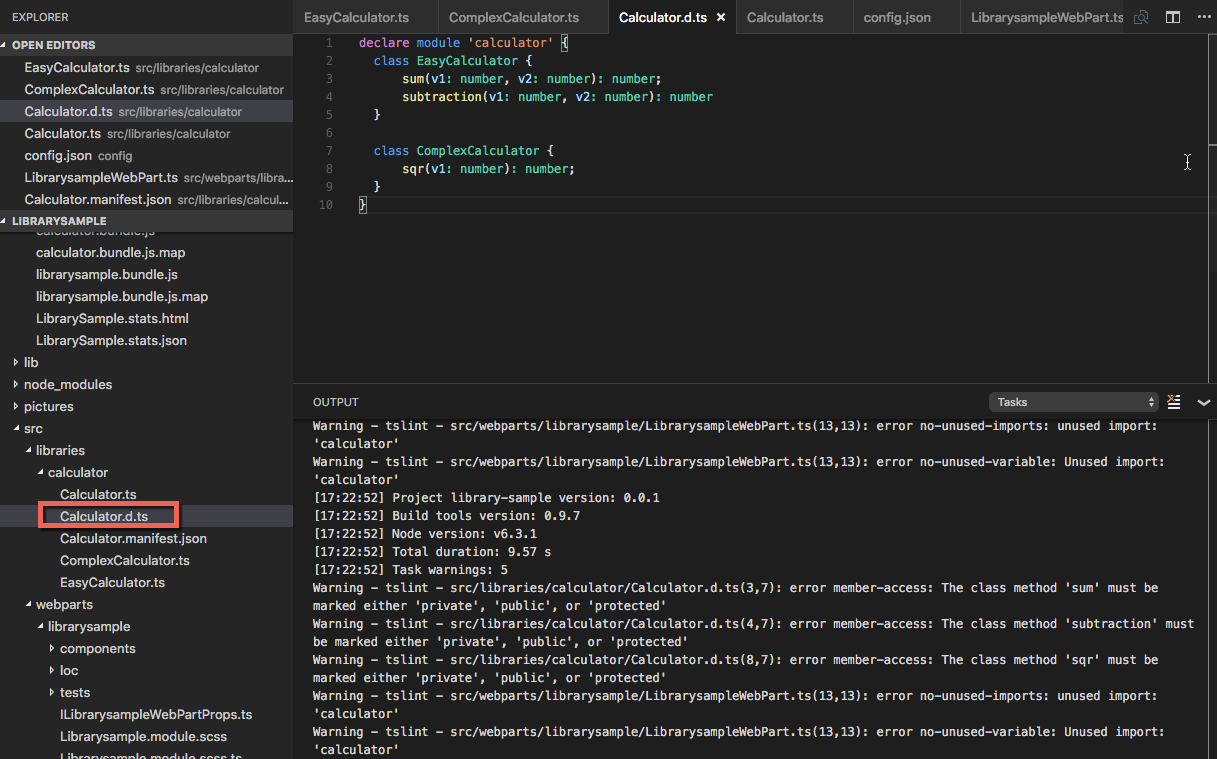 EXPLORER
OPEN EDITORS
EasyCalculator.ts src/libraries/calculator
ComplexCalculator.ts src/libraries/calculator
Calculator.d.ts src/libraries/calculator
Calculator.ts src/libraries/calculator
config.json config
LibrarysampleWebPart.ts src/webparts/libra...
Calculator.manifest.json src/libraries/calcul...
LIBRARYSAMPLE
calculator.bundle.js
calculator.bundle.js.map
librarysample.bundle.js
librarysample.bundle.js.map
LibrarySample.stats.html
LibrarySample.stats.json
lib
node_modules
pictures
src
libraries
calculator
Calculator.ts
Calculator.d.ts
Calculator.manifest.json
ComplexCalculator.ts
EasyCalculator.ts
webparts
librarysample
components
loc
tests
ILibrarysampleWebPartProps.ts
Librarysample.module.scss
Librarysample.module.scss.ts
EasyCalculator.ts ComplexCalculator.ts Calculator.d.ts × Calculator.ts config.json LibrarysampleWebPart.ts
1 declare module 'calculator' {
2 class EasyCalculator {
3 sum(v1: number, v2: number): number;
4 subtraction(v1: number, v2: number): number
5 }
6
7 class ComplexCalculator {
8 sqr(v1: number): number;
9 }
10 }
OUTPUT Tasks
Warning - tslint - src/webparts/librarysample/LibrarysampleWebPart.ts(13,13): error no-unused-imports: unused import:
'calculator'
Warning - tslint - src/webparts/librarysample/LibrarysampleWebPart.ts(13,13): error no-unused-variable: Unused import:
'calculator'
[17:22:52] Project library-sample version: 0.0.1
[17:22:52] Build tools version: 0.9.7
[17:22:52] Node version: v6.3.1
[17:22:52] Total duration: 9.57 s
[17:22:52] Task warnings: 5
Warning - tslint - src/libraries/calculator/Calculator.d.ts(3,7): error member-access: The class method 'sum' must be
marked either 'private', 'public', or 'protected'
Warning - tslint - src/libraries/calculator/Calculator.d.ts(4,7): error member-access: The class method 'subtraction' must
be marked either 'private', 'public', or 'protected'
Warning - tslint - src/libraries/calculator/Calculator.d.ts(8,7): error member-access: The class method 'sqr' must be
marked either 'private', 'public', or 'protected'
Warning - tslint - src/webparts/librarysample/LibrarysampleWebPart.ts(13,13): error no-unused-imports: unused import:
'calculator'
Warning - tslint - src/webparts/librarysample/LibrarysampleWebPart.ts(13,13): error no-unused-variable: Unused import:
'calculator'